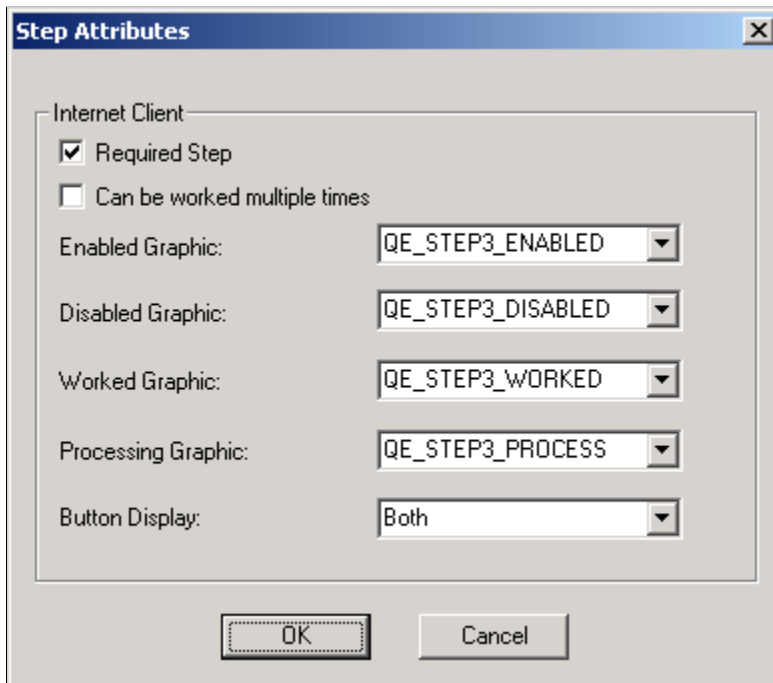 Step Attributes
Internet Client
Required Step
Can be worked multiple times
Enabled Graphic: QE_STEP3_ENABLED
Disabled Graphic: QE_STEP3_DISABLED
Worked Graphic: QE_STEP3_WORKED
Processing Graphic: QE_STEP3_PROCESS
Button Display: Both
OK Cancel